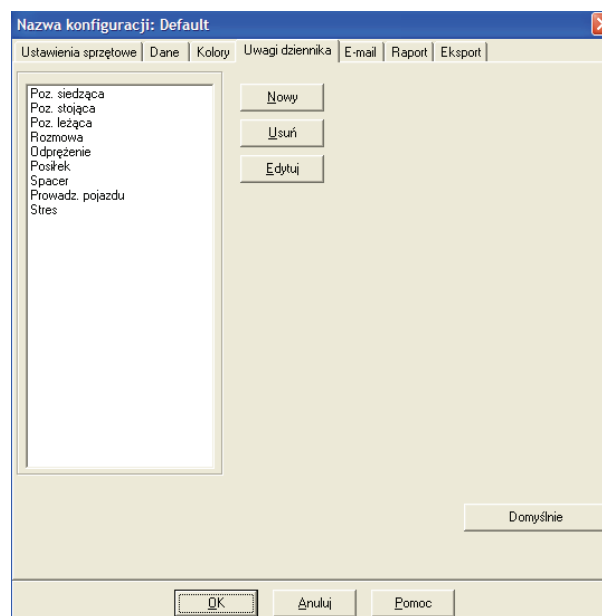 Nazwa konfiguracji: Default
Ustawienia sprzętowe Dane Kolory Uwagi dziennika E-mail Raport Eksport
Poz. siedząca
Poz. stojąca
Poz. leżąca
Rozmowa
Odprężenie
Posiłek
Spacer
Prowadz. pojazdu
Stres
Nowy
Usuń
Edytuj
Domyślnie
OK Anuluj Pomoc